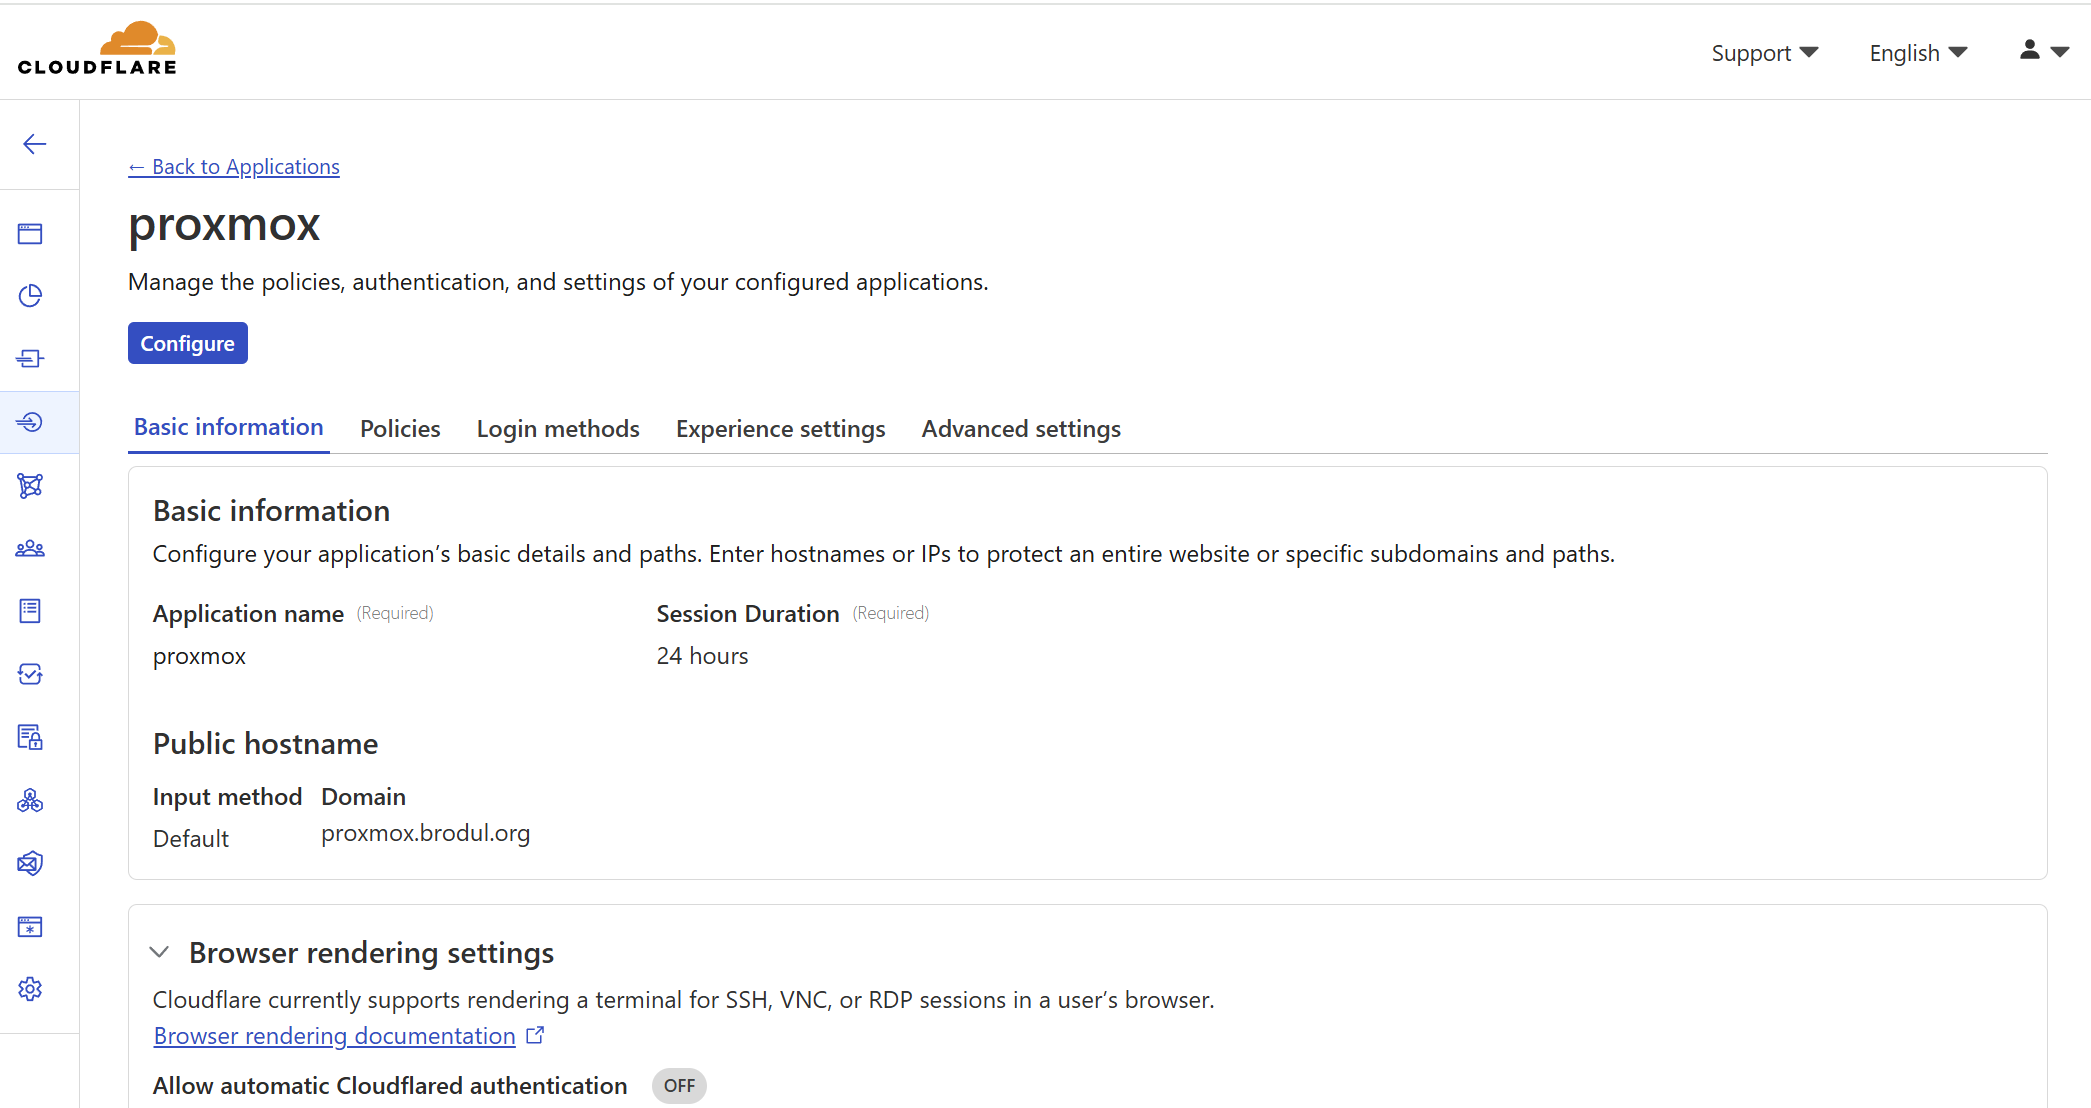 CLOUDFLARE
Support
English
← Back to Applications
proxmox
Manage the policies, authentication, and settings of your configured applications.
Configure
Basic information
Policies
Login methods
Experience settings
Advanced settings
Basic information
Configure your application’s basic details and paths. Enter hostnames or IPs to protect an entire website or specific subdomains and paths.
Application name (Required)
Session Duration (Required)
proxmox
24 hours
Public hostname
Input method
Domain
Default
proxmox.brodul.org
Browser rendering settings
Cloudflare currently supports rendering a terminal for SSH, VNC, or RDP sessions in a user’s browser.
Browser rendering documentation
Allow automatic Cloudflared authentication
OFF